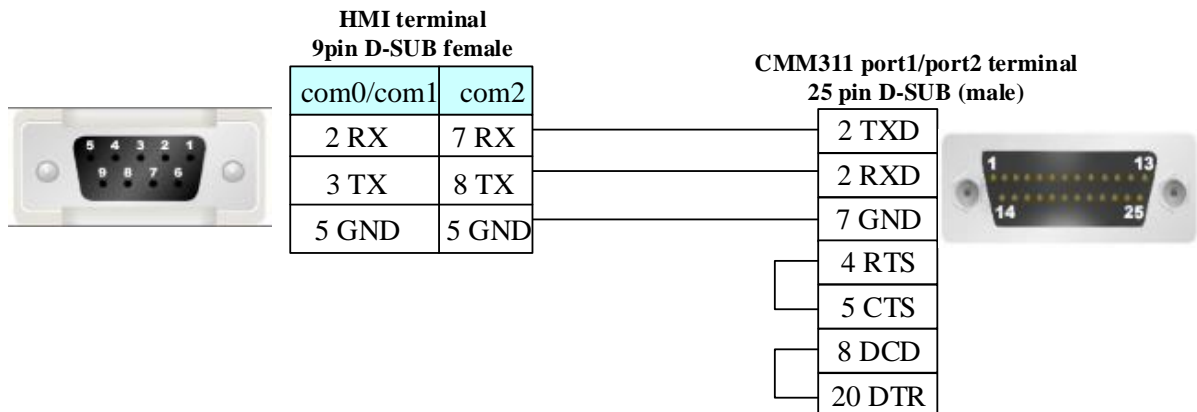 HMI terminal
9pin D-SUB female
com0/com1 com2
2 RX 7 RX
3 TX 8 TX
5 GND 5 GND
5 4 3 2 1
9 8 7 6
CMM311 port1/port2 terminal
25 pin D-SUB (male)
2 TXD
2 RXD
7 GND
4 RTS
5 CTS
8 DCD
20 DTR
1 13
14 25